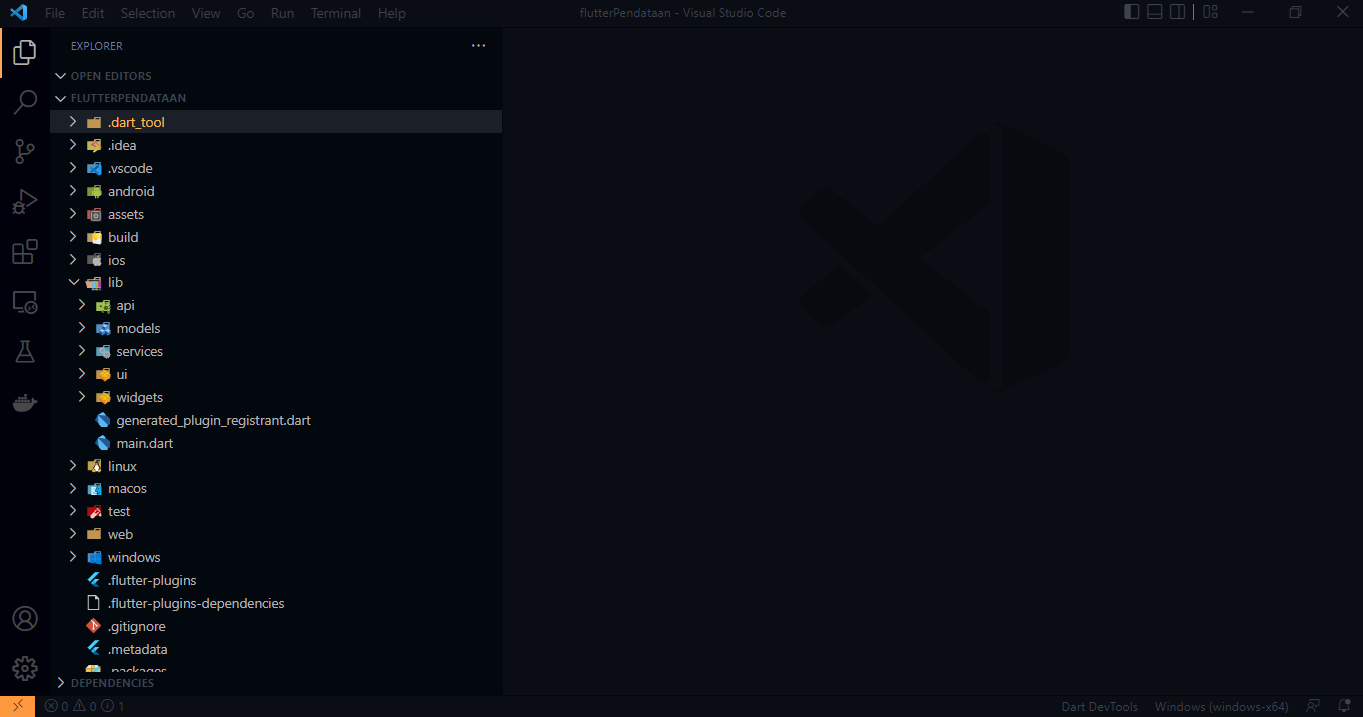 File Edit Selection View Go Run Terminal Help flutterPendataan - Visual Studio Code
EXPLORER
OPEN EDITORS
FLUTTERPENDATAAN
.dart_tool
.idea
.vscode
android
assets
build
ios
lib
api
models
services
ui
widgets
generated_plugin_registrant.dart
main.dart
linux
macos
test
web
windows
.flutter-plugins
.flutter-plugins-dependencies
.gitignore
.metadata
.packages
DEPENDENCIES
0 0 1 Dart DevTools Windows (windows-x64)